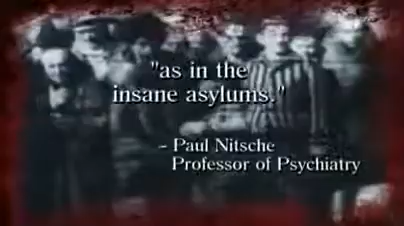 "as in the
insane asylums."
– Paul Nitsche
Professor of Psychiatry